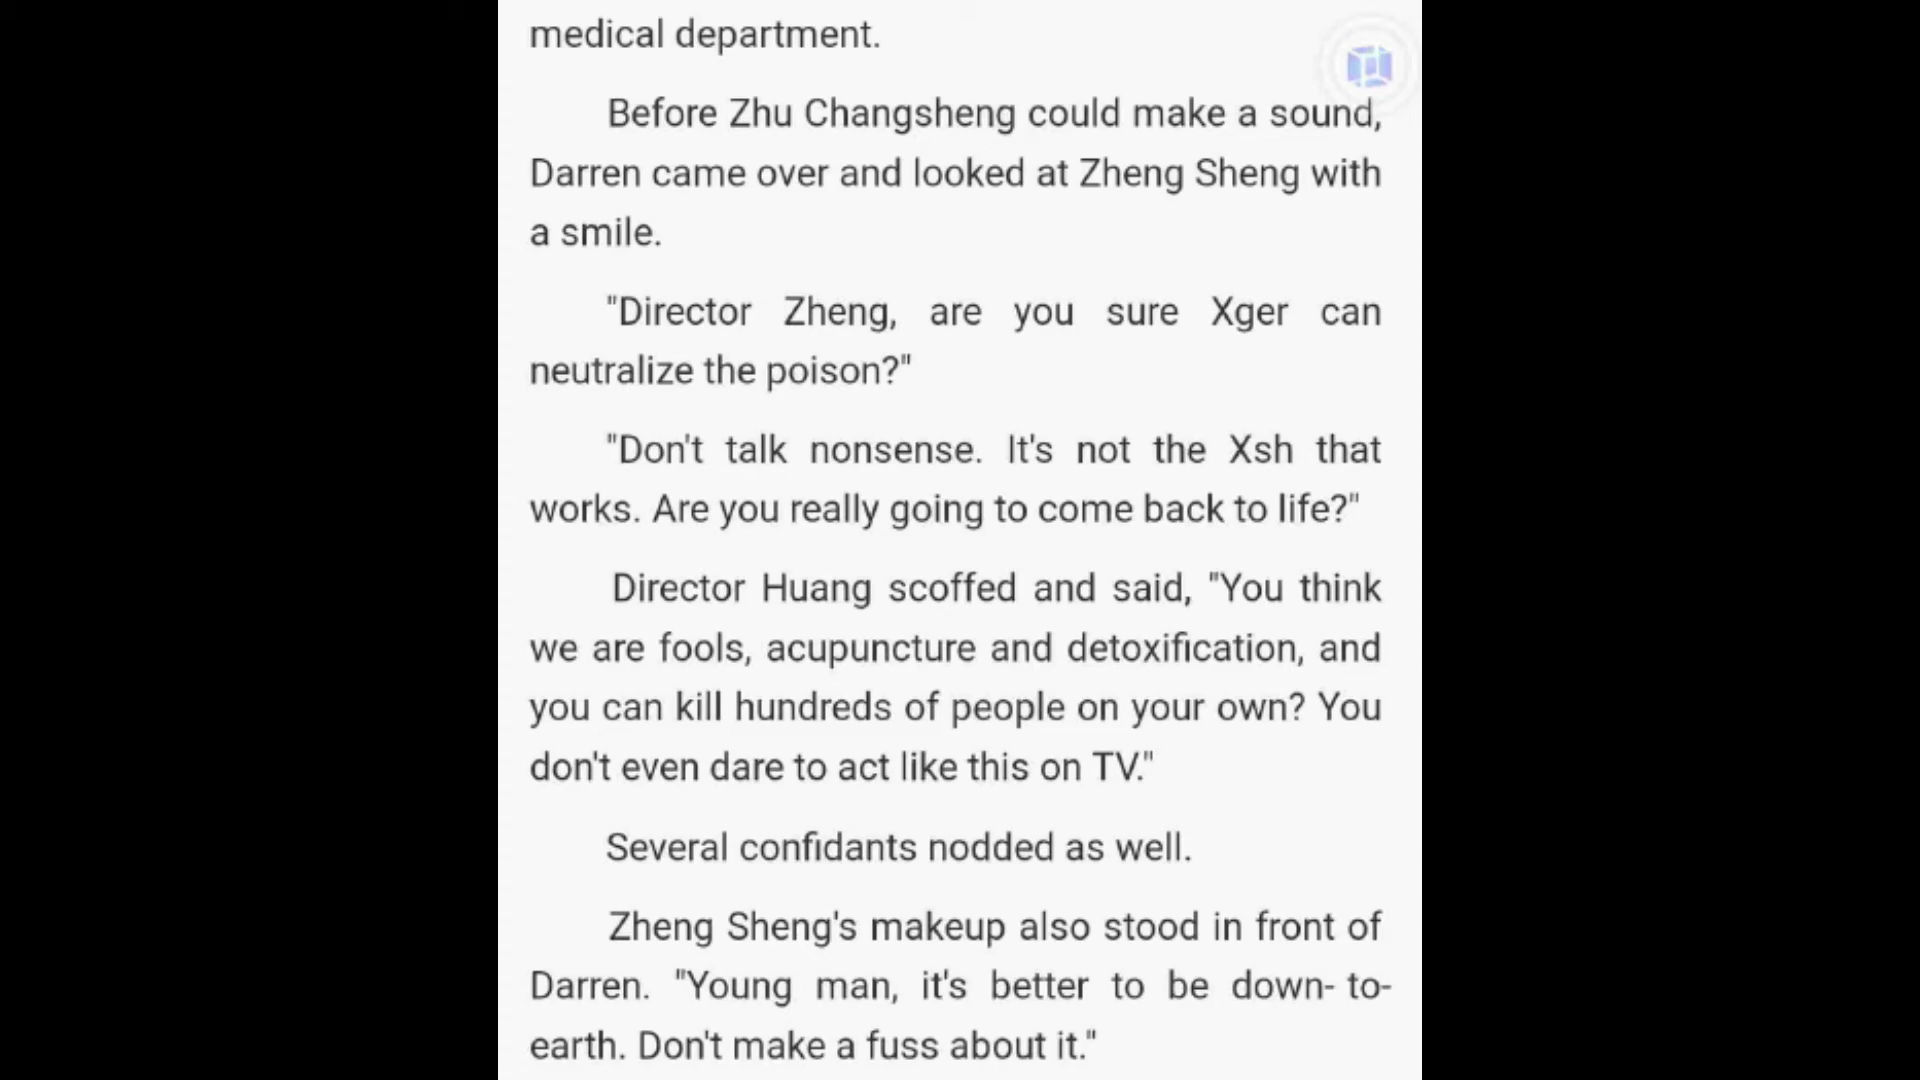 medical department.
Before Zhu Changsheng could make a sound,
Darren came over and looked at Zheng Sheng with
a smile.
"Director Zheng, are you sure Xger can
neutralize the poison?"
"Don't talk nonsense. It's not the Xsh that
works. Are you really going to come back to life?"
Director Huang scoffed and said, "You think
we are fools, acupuncture and detoxification, and
you can kill hundreds of people on your own? You
don't even dare to act like this on TV."
Several confidants nodded as well.
Zheng Sheng's makeup also stood in front of
Darren. "Young man, it's better to be down- to-
earth. Don't make a fuss about it."